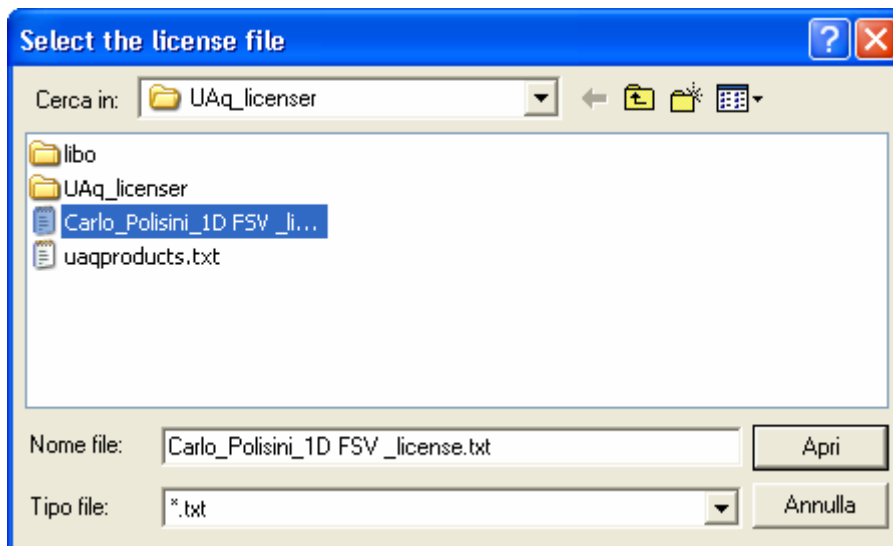 Select the license file
Cerca in: UAq_licenser
libo
UAq_licenser
Carlo_Polisini_1D FSV _li...
uaqproducts.txt
Nome file: Carlo_Polisini_1D FSV _license.txt Apri
Tipo file: *.txt Annulla